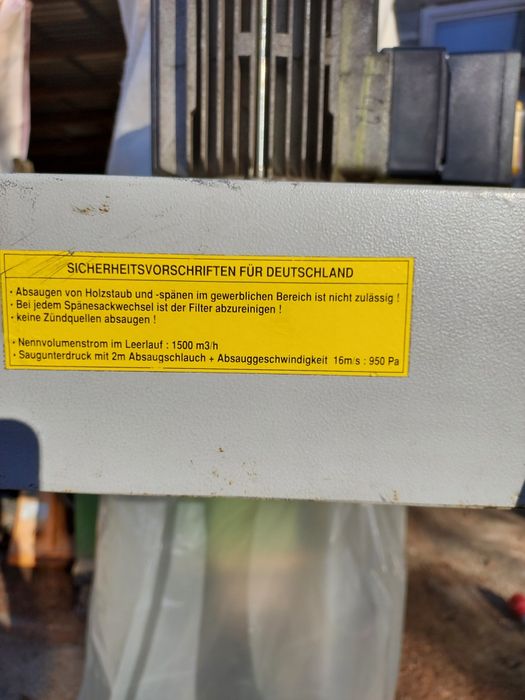 SICHERHEITSVORSCHRIFTEN FÜR DEUTSCHLAND
· Absaugen von Holzstaub und -spänen im gewerblichen Bereich ist nicht zulässig !
· Bei jedem Spänesackwechsel ist der Filter abzureinigen !
· keine Zündquellen absaugen !
· Nennvolumenstrom im Leerlauf : 1500 m3/h
· Saugunterdruck mit 2m Absaugschlauch + Absauggeschwindigkeit 16m/s : 950 Pa